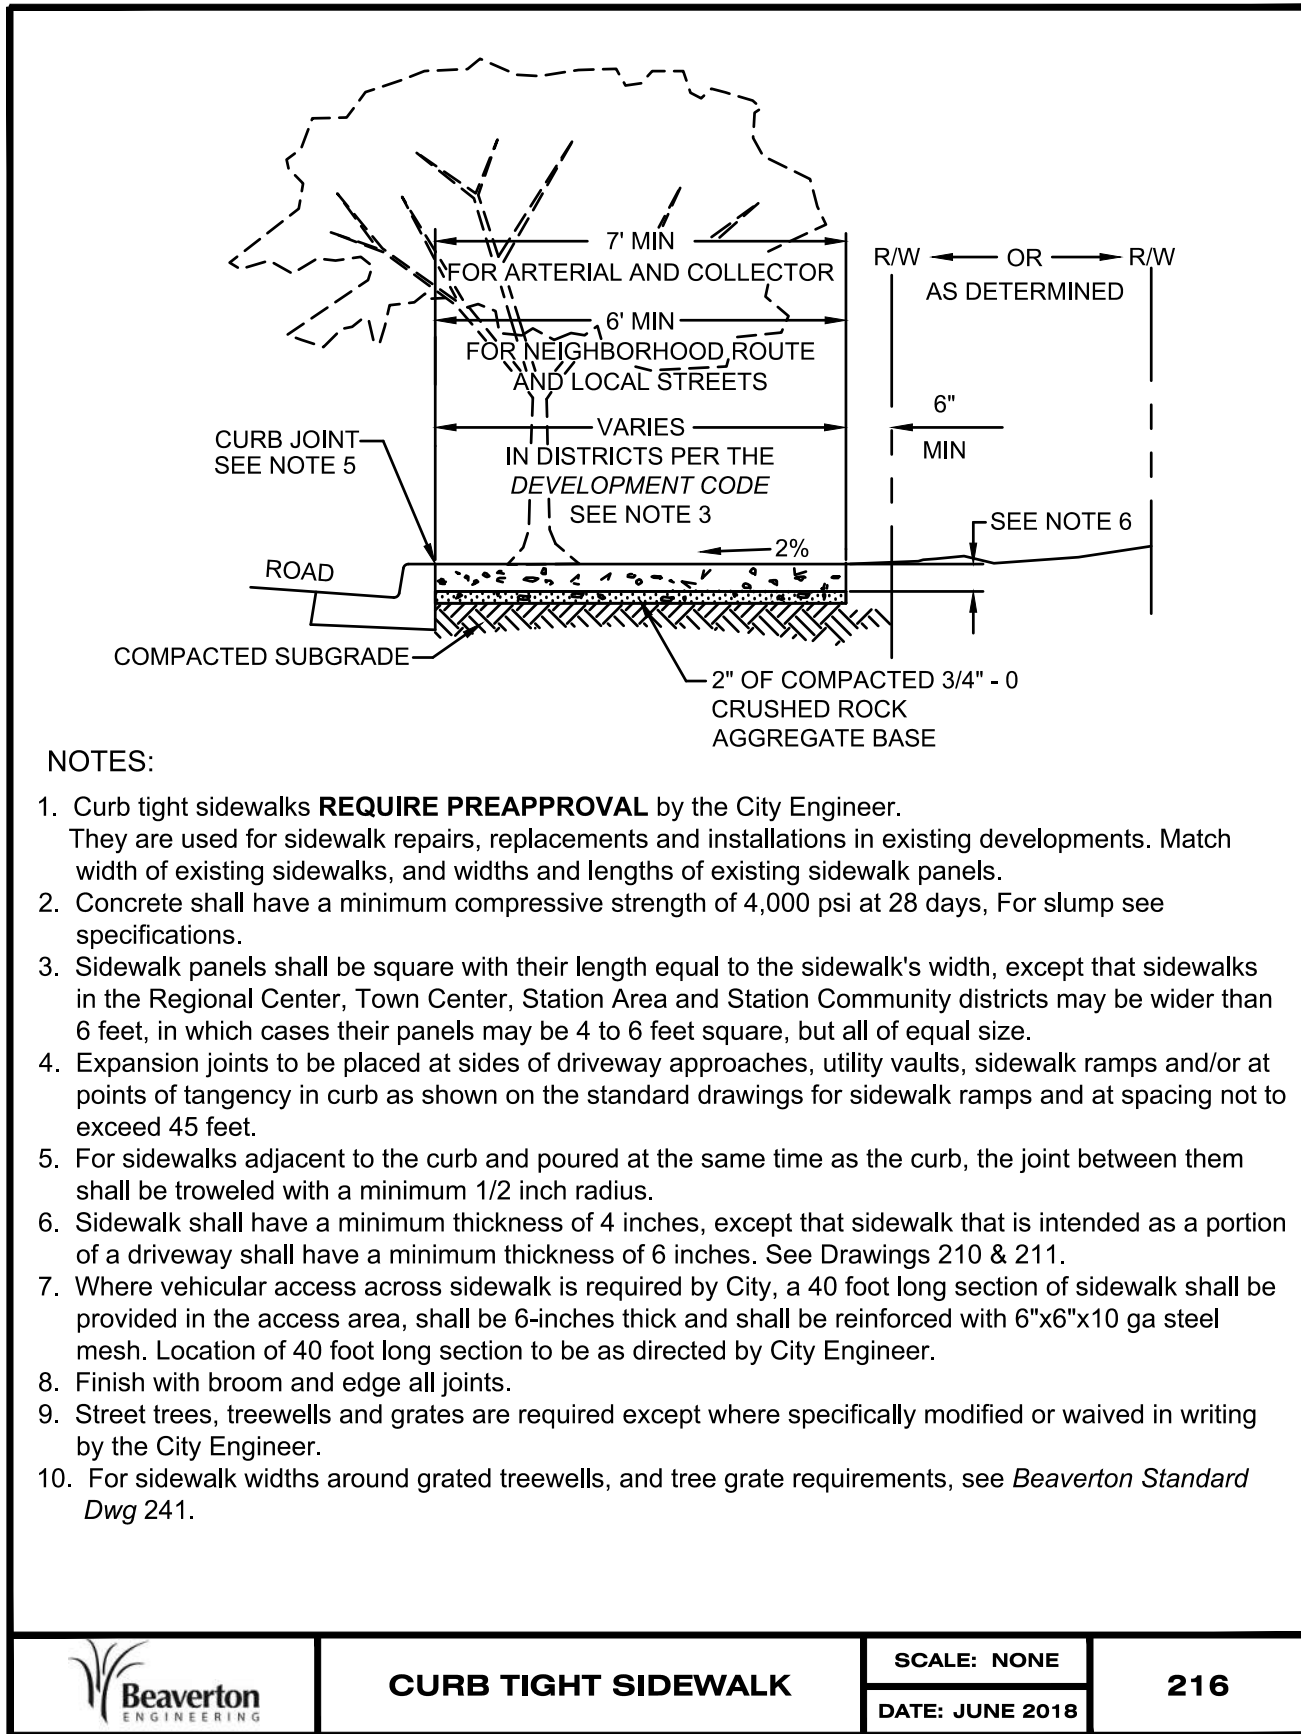 7' MIN
FOR ARTERIAL AND COLLECTOR
R/W OR R/W
AS DETERMINED
6' MIN
FOR NEIGHBORHOOD ROUTE
AND LOCAL STREETS
6"
MIN
VARIES
IN DISTRICTS PER THE
DEVELOPMENT CODE
SEE NOTE 3
CURB JOINT
SEE NOTE 5
SEE NOTE 6
2%
ROAD
COMPACTED SUBGRADE
2" OF COMPACTED 3/4" - 0
CRUSHED ROCK
AGGREGATE BASE
NOTES:
1. Curb tight sidewalks REQUIRE PREAPPROVAL by the City Engineer.
They are used for sidewalk repairs, replacements and installations in existing developments. Match
width of existing sidewalks, and widths and lengths of existing sidewalk panels.
2. Concrete shall have a minimum compressive strength of 4,000 psi at 28 days, For slump see
specifications.
3. Sidewalk panels shall be square with their length equal to the sidewalk's width, except that sidewalks
in the Regional Center, Town Center, Station Area and Station Community districts may be wider than
6 feet, in which cases their panels may be 4 to 6 feet square, but all of equal size.
4. Expansion joints to be placed at sides of driveway approaches, utility vaults, sidewalk ramps and/or at
points of tangency in curb as shown on the standard drawings for sidewalk ramps and at spacing not to
exceed 45 feet.
5. For sidewalks adjacent to the curb and poured at the same time as the curb, the joint between them
shall be troweled with a minimum 1/2 inch radius.
6. Sidewalk shall have a minimum thickness of 4 inches, except that sidewalk that is intended as a portion
of a driveway shall have a minimum thickness of 6 inches. See Drawings 210 & 211.
7. Where vehicular access across sidewalk is required by City, a 40 foot long section of sidewalk shall be
provided in the access area, shall be 6-inches thick and shall be reinforced with 6"x6"x10 ga steel
mesh. Location of 40 foot long section to be as directed by City Engineer.
8. Finish with broom and edge all joints.
9. Street trees, treewells and grates are required except where specifically modified or waived in writing
by the City Engineer.
10. For sidewalk widths around grated treewells, and tree grate requirements, see Beaverton Standard
Dwg 241.
Beaverton
ENGINEERING
CURB TIGHT SIDEWALK
SCALE: NONE
DATE: JUNE 2018
216